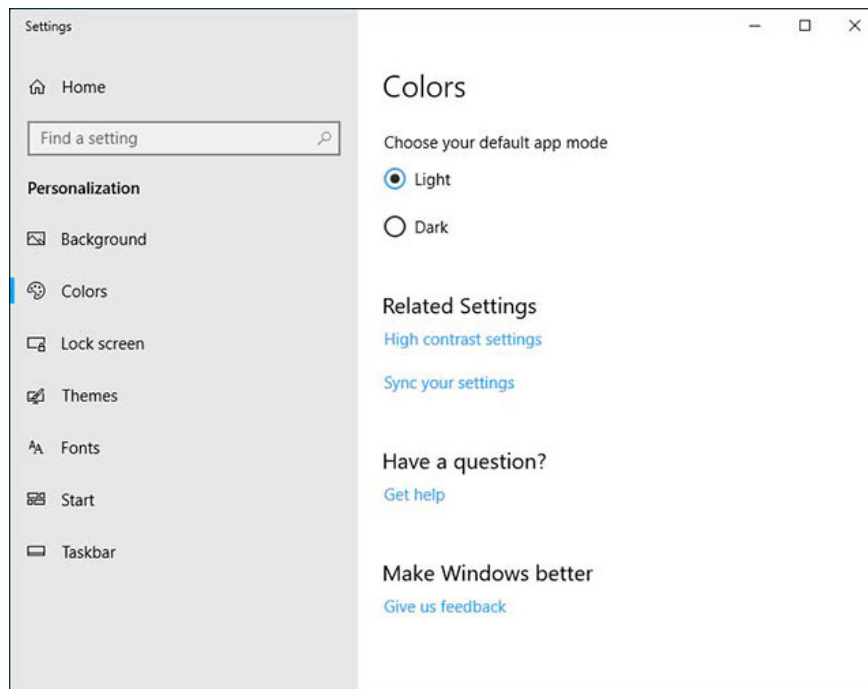 Settings
Home
Find a setting
Personalization
Background
Colors
Lock screen
Themes
Fonts
Start
Taskbar
Colors
Choose your default app mode
Light
Dark
Related Settings
High contrast settings
Sync your settings
Have a question?
Get help
Make Windows better
Give us feedback